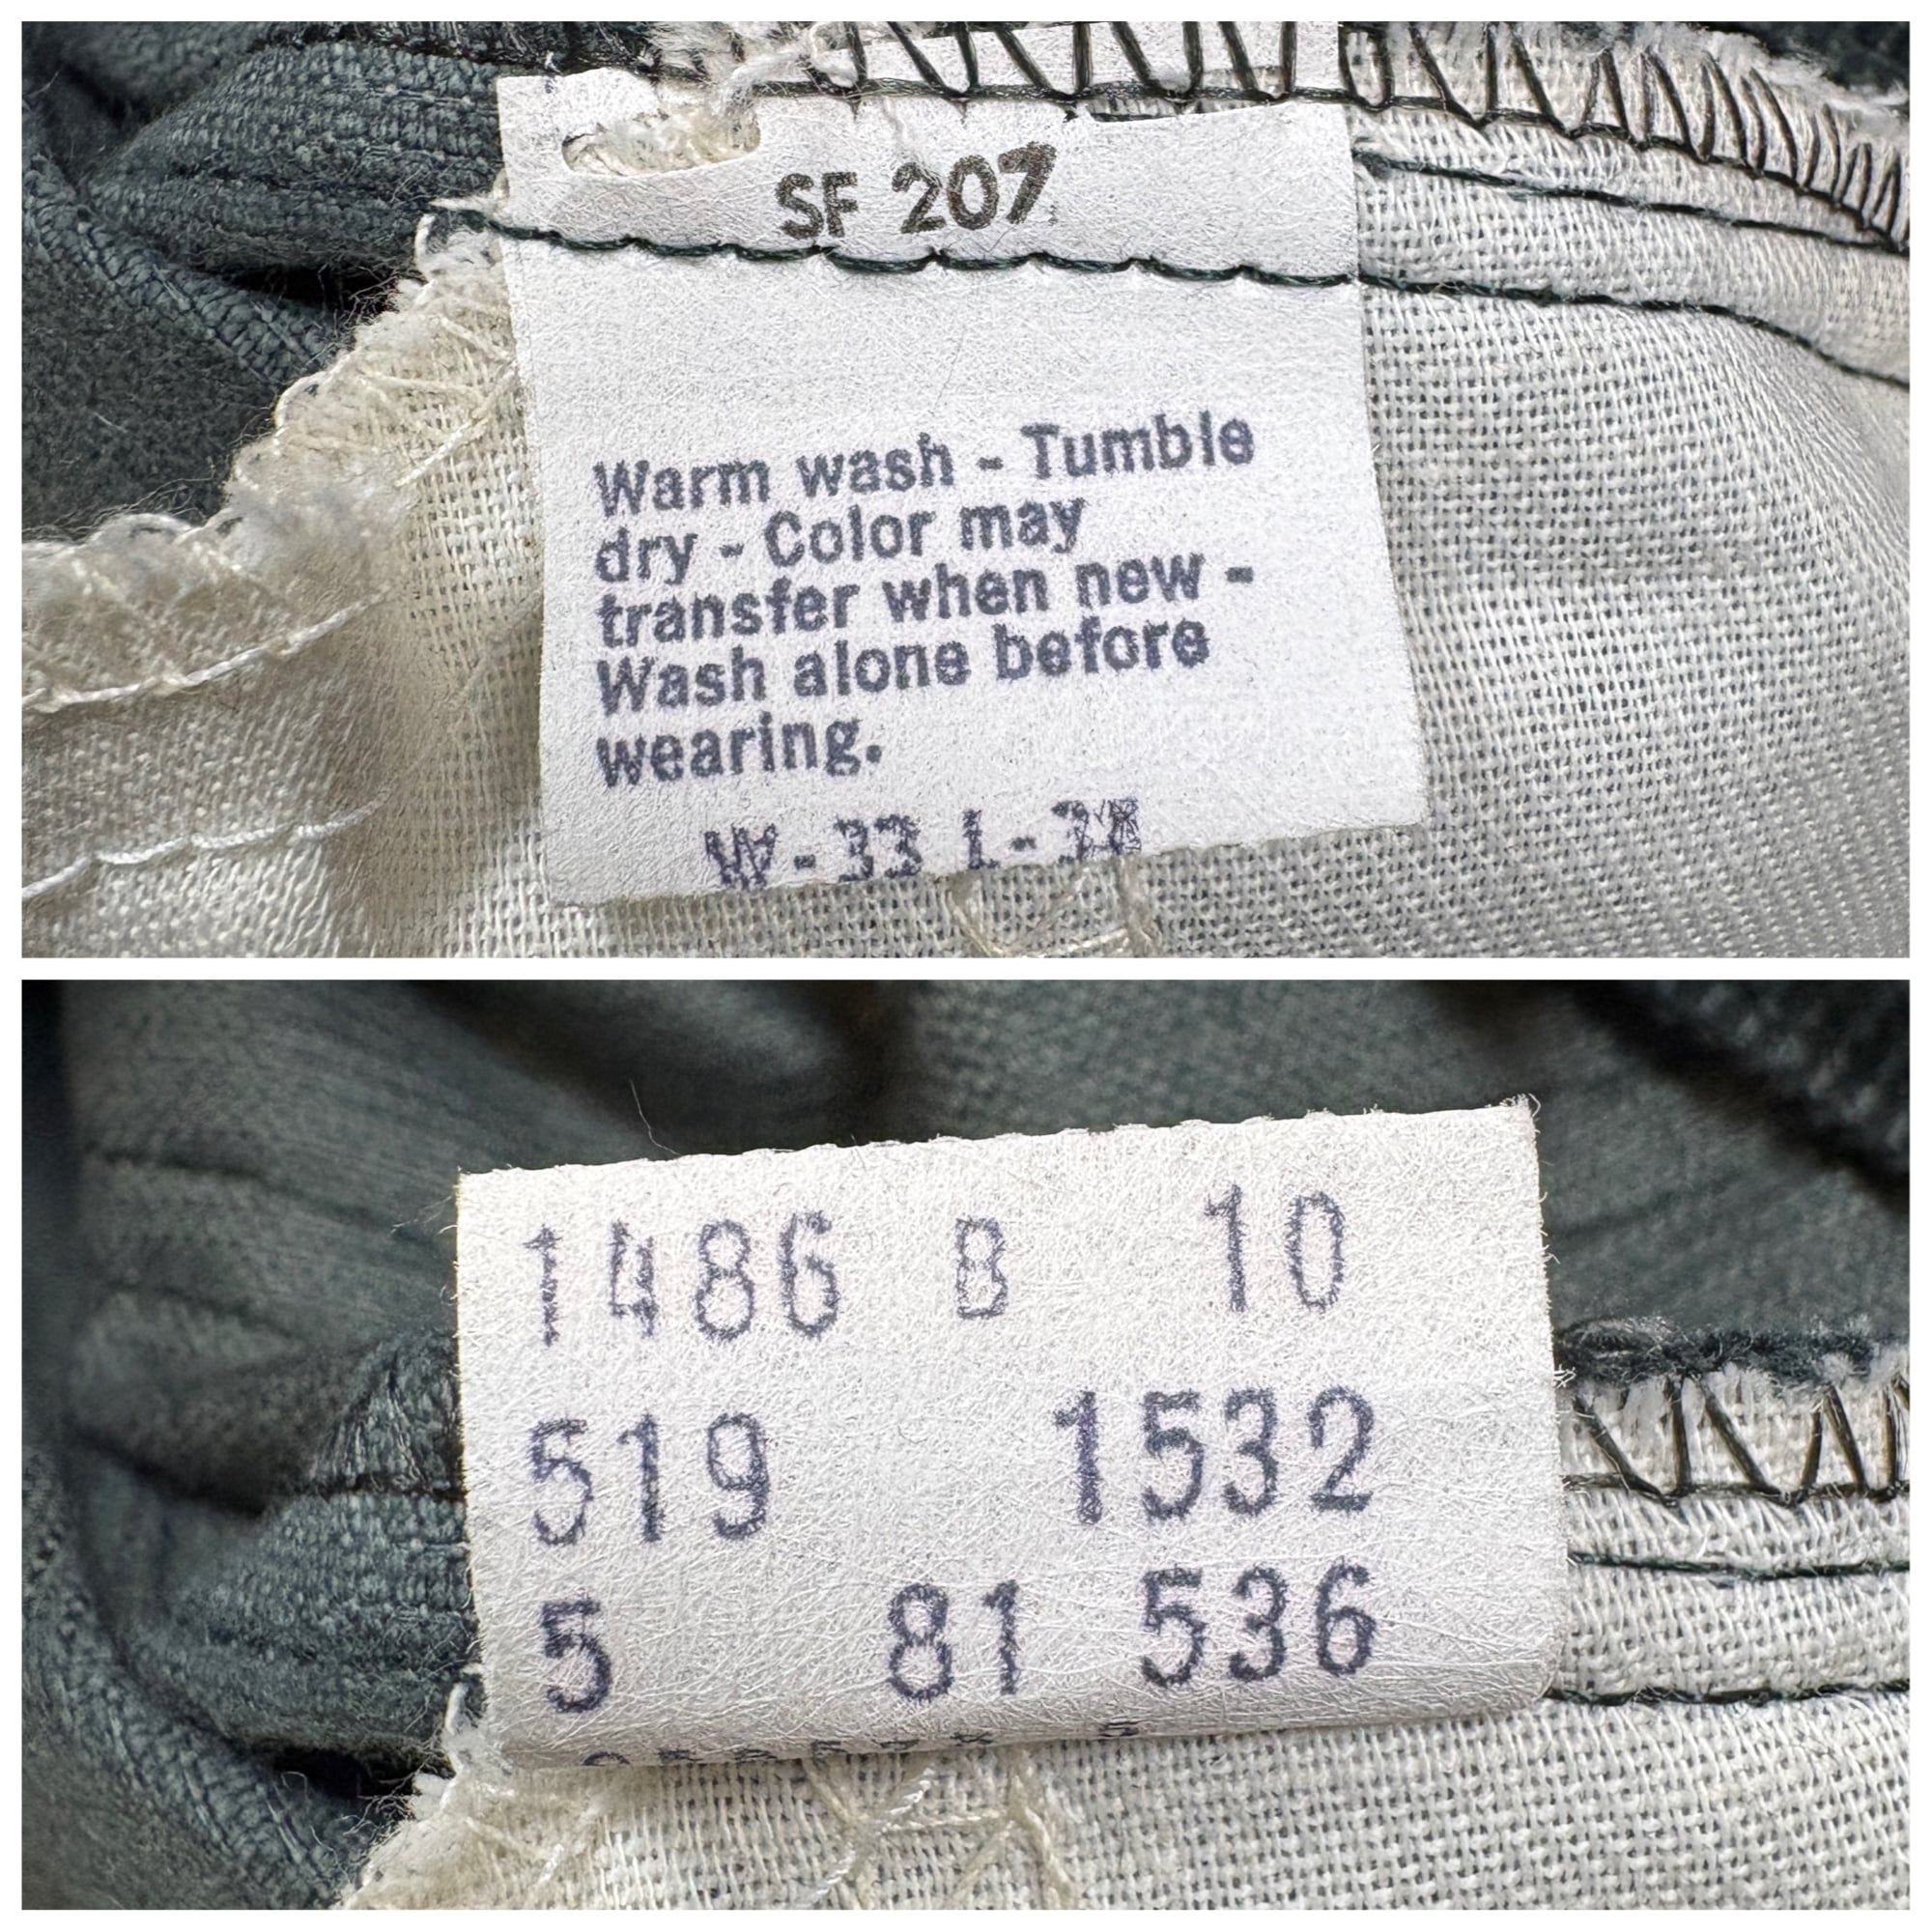 SF 207
Warm wash - Tumble
dry - Color may
transfer when new -
Wash alone before
wearing.
W-33 L-
1486 B 10
519 1532
5 81 536